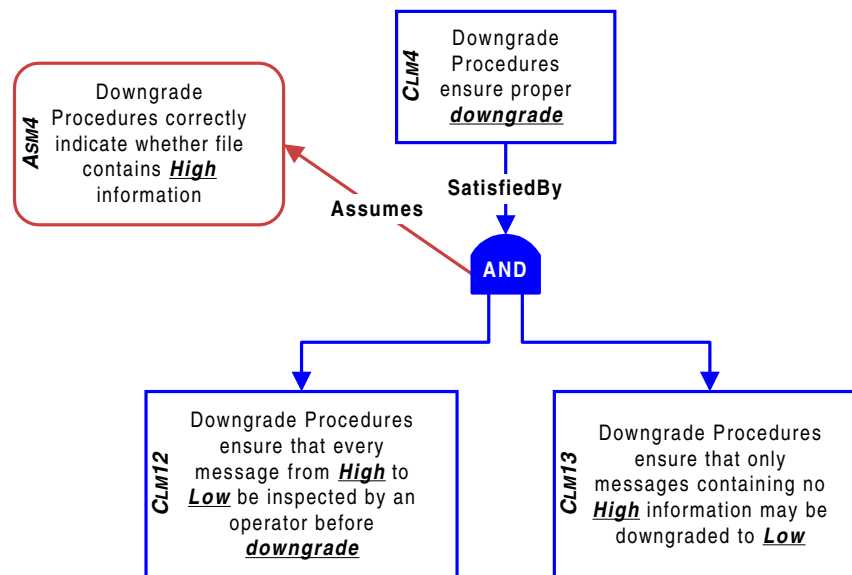 CLM4
Downgrade
Procedures
ensure proper
downgrade
ASM4
Downgrade
Procedures correctly
indicate whether file
contains High
information
SatisfiedBy
Assumes
AND
CLM12
Downgrade Procedures
ensure that every
message from High to
Low be inspected by an
operator before
downgrade
CLM13
Downgrade Procedures
ensure that only
messages containing no
High information may be
downgraded to Low